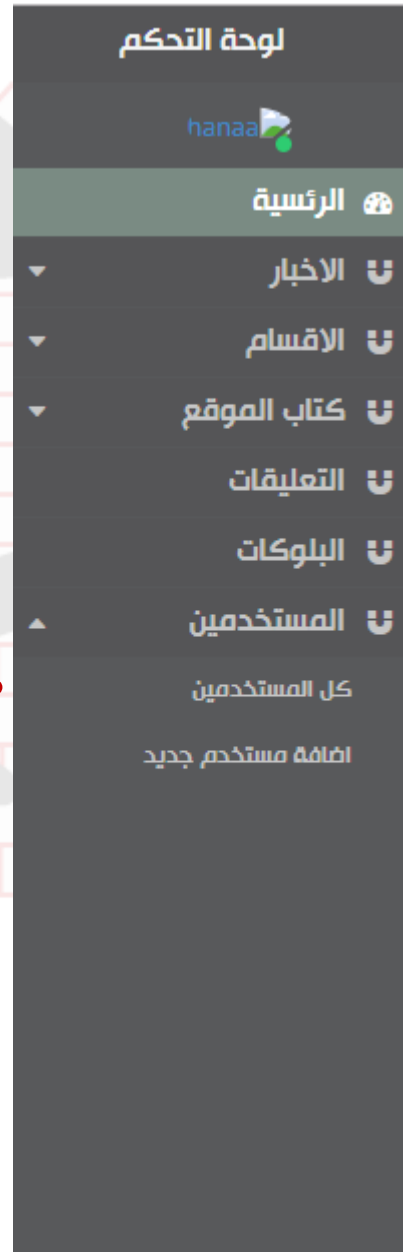 لوحة التحكم
hanaa
الرئسية
الاخبار
الاقسام
كتاب الموقع
التعليقات
البلوكات
المستخدمين
كل المستخدمين
اضافة مستخدم جديد